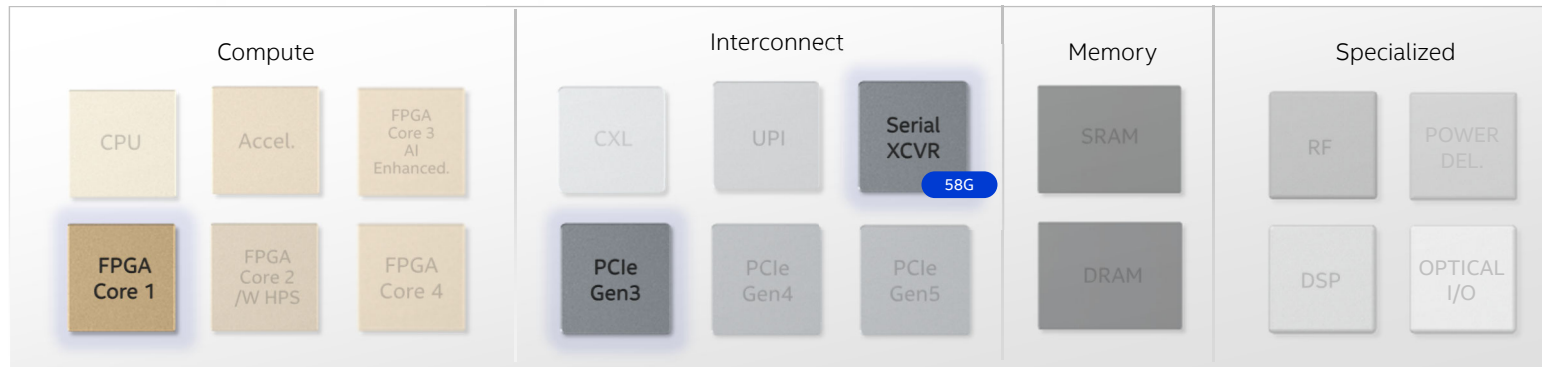 Compute
CPU
Accel.
FPGA
Core 3
AI
Enhanced.
FPGA
Core 1
FPGA
Core 2
/W HPS
FPGA
Core 4
Interconnect
CXL
UPI
Serial
XCVR
58G
PCIe
Gen3
PCIe
Gen4
PCIe
Gen5
Memory
SRAM
DRAM
Specialized
RF
POWER
DEL.
DSP
OPTICAL
I/O